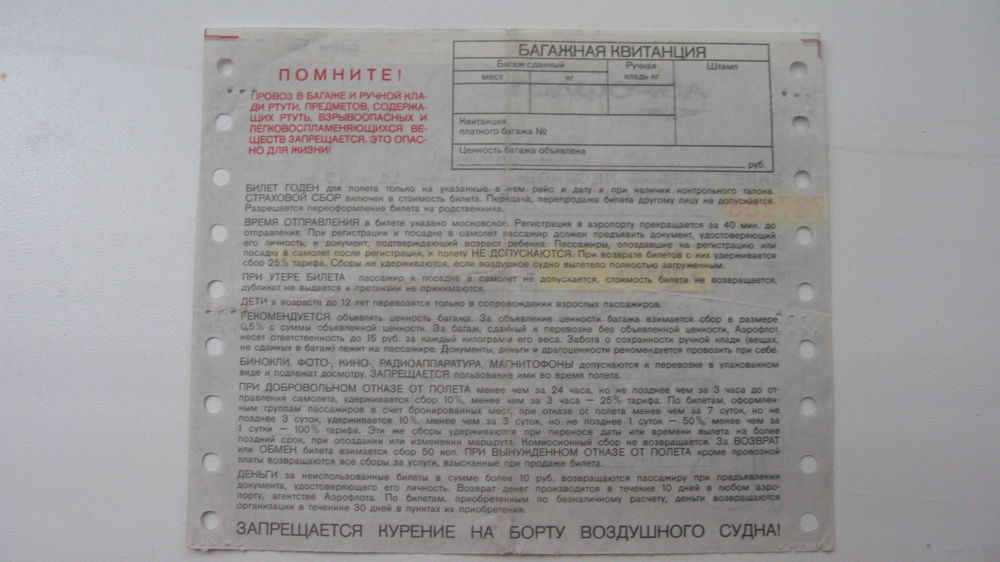 БАГАЖНАЯ КВИТАНЦИЯ
Багаж сданный
Ручная кладь кг
Штамп
мест
кг
Квитанция
платного багажа №
Ценность багажа объявлена
руб.
ПОМНИТЕ!
ПРОВОЗ В БАГАЖЕ И РУЧНОЙ КЛА-
ДИ РТУТИ, ПРЕДМЕТОВ, СОДЕРЖА-
ЩИХ РТУТЬ, ВЗРЫВООПАСНЫХ И
ЛЕГКОВОСПЛАМЕНЯЮЩИХСЯ ВЕ-
ЩЕСТВ ЗАПРЕЩАЕТСЯ. ЭТО ОПАС-
НО ДЛЯ ЖИЗНИ!
БИЛЕТ ГОДЕН для полета только на указанные в нем рейс и дату и при наличии контрольного талона.
СТРАХОВОЙ СБОР включен в стоимость билета. Передача, перепродажа билета другому лицу не допускается.
Разрешается переоформление билета на родственника.
ВРЕМЯ ОТПРАВЛЕНИЯ в билете указано московское. Регистрация в аэропорту прекращается за 40 мин. до
отправления. При регистрации и посадке в самолет пассажир должен предъявить документ, удостоверяющий
его личность, и документ, подтверждающий возраст ребенка. Пассажиры, опоздавшие на регистрацию или
посадку в самолет после регистрации, к полету НЕ ДОПУСКАЮТСЯ. При возврате билетов с них удерживается
сбор 25% тарифа. Сборы не удерживаются, если воздушное судно вылетело полностью загруженным.
ПРИ УТЕРЕ БИЛЕТА пассажир к посадке в самолет не допускается, стоимость билета не возвращается,
дубликат не выдается и претензии не принимаются.
ДЕТИ в возрасте до 12 лет перевозятся только в сопровождении взрослых пассажиров.
РЕКОМЕНДУЕТСЯ объявлять ценность багажа. За объявление ценности багажа взимается сбор в размере
0,5% с суммы объявленной ценности. За багаж, сданный к перевозке без объявленной ценности, Аэрофлот
несет ответственность до 15 руб. за каждый килограмм его веса. Забота о сохранности ручной клади (вещах,
не сданных в багаж) лежит на пассажире. Документы, деньги и драгоценности рекомендуется провозить при себе.
БИНОКЛИ, ФОТО-, КИНО-, РАДИОАППАРАТУРА, МАГНИТОФОНЫ допускаются к перевозке в упакованном
виде и подлежат досмотру. ЗАПРЕЩАЕТСЯ пользование ими во время полета.
ПРИ ДОБРОВОЛЬНОМ ОТКАЗЕ ОТ ПОЛЕТА менее чем за 24 часа, но не позднее чем за 3 часа до от-
правления самолета, удерживается сбор 10%, менее чем за 3 часа — 25% тарифа. По билетам, оформлен-
ным группам пассажиров в счет бронированных мест, при отказе от полета менее чем за 7 суток, но не
позднее 3 суток, удерживается 10%, менее чем за 3 суток, но не позднее 1 суток — 50%, менее чем за
1 сутки — 100% тарифа. Эти же сборы удерживаются при переносе даты или времени вылета на более
поздний срок, при опоздании или изменении маршрута. Комиссионный сбор не возвращается. За ВОЗВРАТ
или ОБМЕН билета взимается сбор 50 коп. ПРИ ВЫНУЖДЕННОМ ОТКАЗЕ ОТ ПОЛЕТА кроме провозной
платы возвращаются все сборы за услуги, взысканные при продаже билета.
ДЕНЬГИ за неиспользованные билеты в сумме более 10 руб. возвращаются пассажиру при предъявлении
документа, удостоверяющего его личность. Возврат денег производится в течение 10 дней в любом аэро-
порту, агентстве Аэрофлота. По билетам, приобретенным по безналичному расчету, деньги возвращаются
организации в течение 30 дней в пунктах их приобретения.
ЗАПРЕЩАЕТСЯ КУРЕНИЕ НА БОРТУ ВОЗДУШНОГО СУДНА!